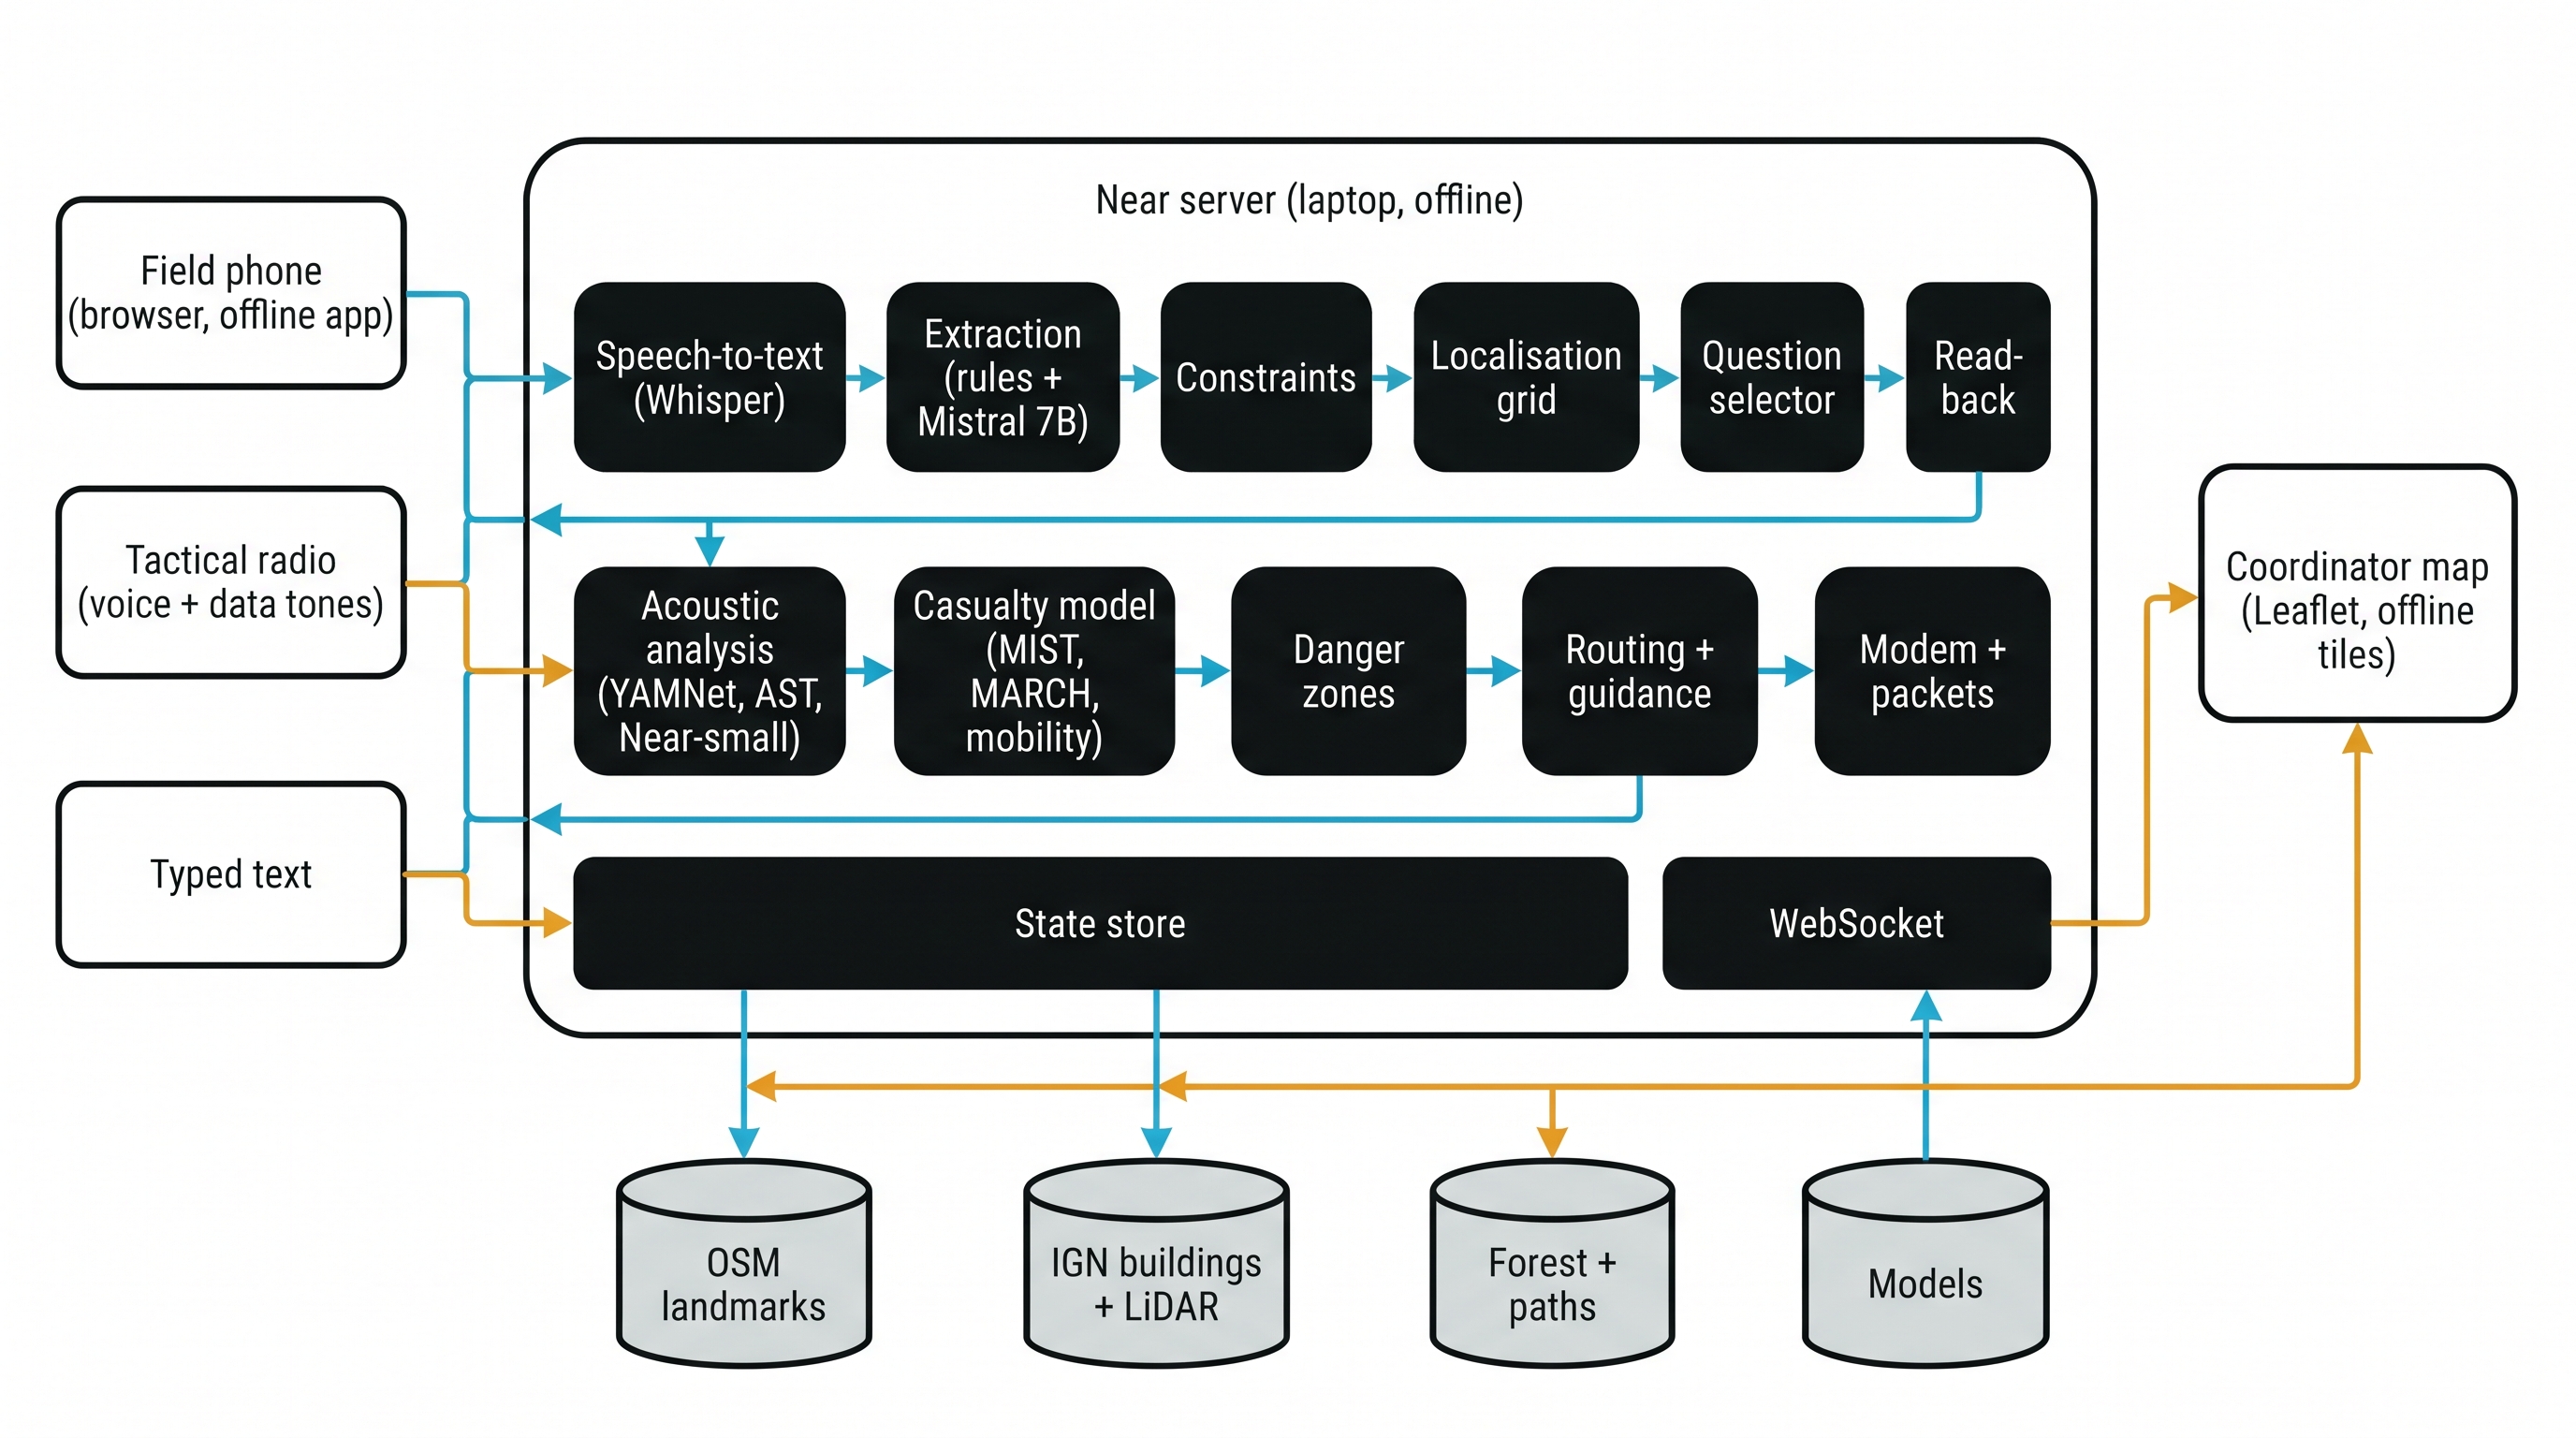 Near server (laptop, offline)
Field phone
(browser, offline app)
Speech-to-text
(Whisper)
Extraction
(rules +
Mistral 7B)
Constraints
Localisation
grid
Question
selector
Read-
back
Tactical radio
(voice + data tones)
Acoustic
analysis
(YAMNet, AST,
Near-small)
Casualty model
(MIST,
MARCH,
mobility)
Danger
zones
Routing +
guidance
Modem +
packets
Coordinator map
(Leaflet, offline
tiles)
Typed text
State store
WebSocket
OSM
landmarks
IGN buildings
+ LiDAR
Forest +
paths
Models